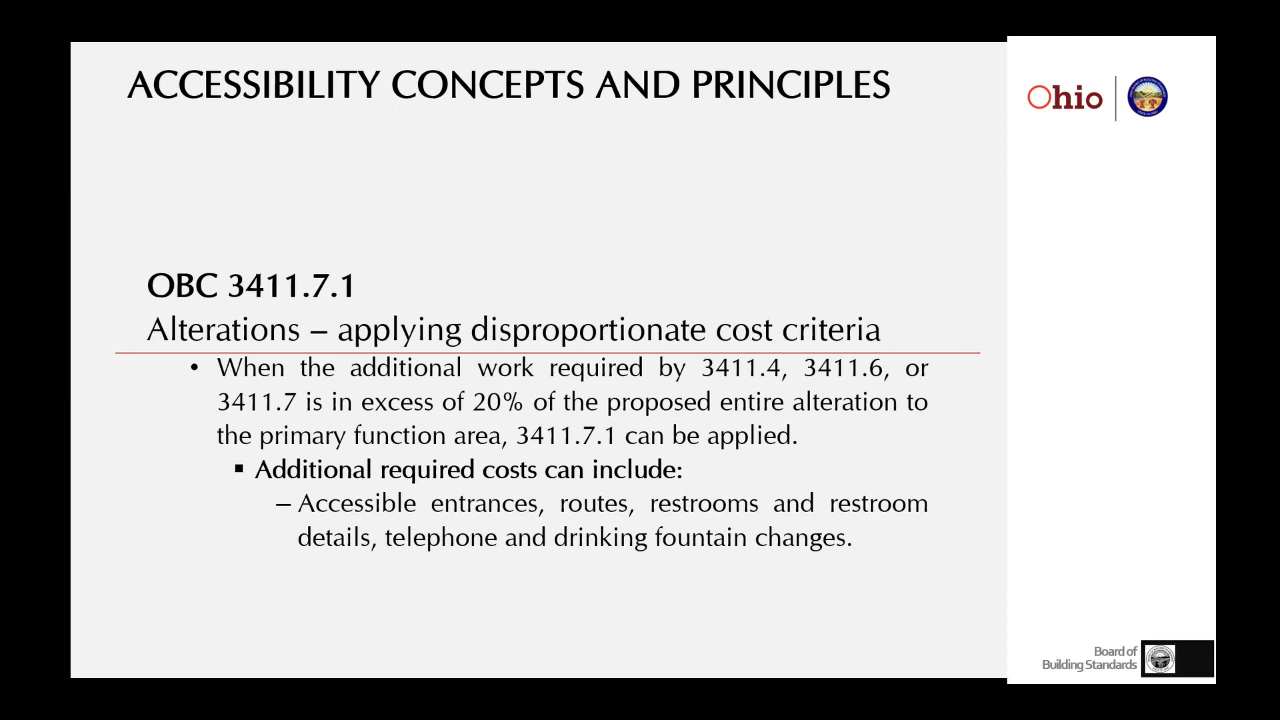 ACCESSIBILITY CONCEPTS AND PRINCIPLES
Ohio
OBC 3411.7.1
Alterations – applying disproportionate cost criteria
• When the additional work required by 3411.4, 3411.6, or
3411.7 is in excess of 20% of the proposed entire alteration to
the primary function area, 3411.7.1 can be applied.
▪ Additional required costs can include:
– Accessible entrances, routes, restrooms and restroom
details, telephone and drinking fountain changes.
Board of
Building Standards